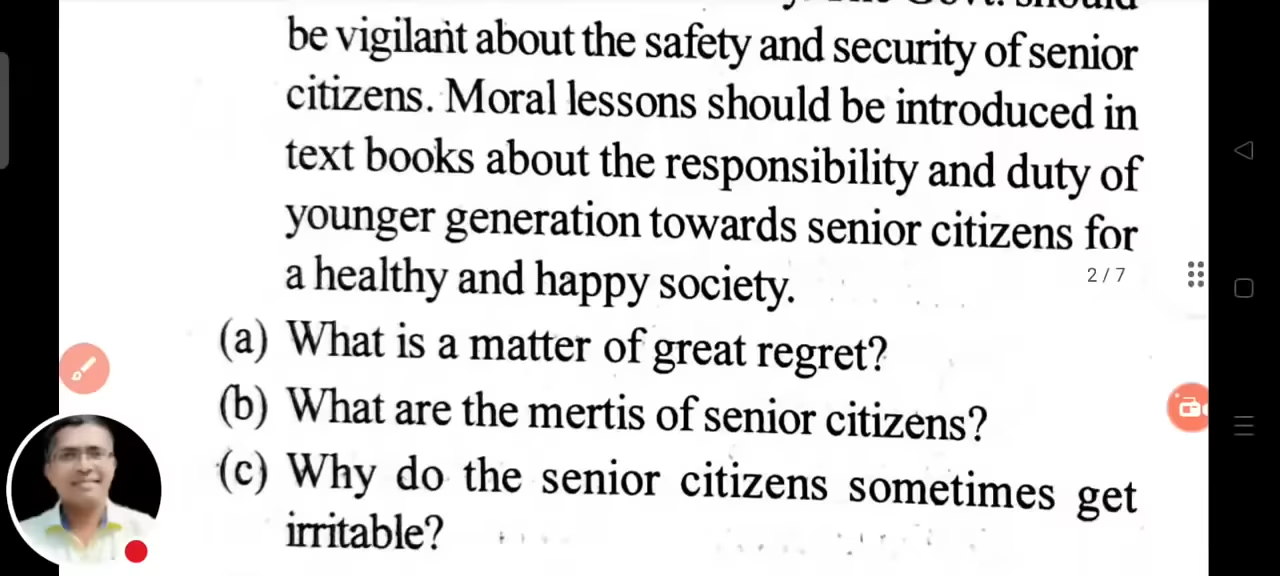 be vigilant about the safety and security of senior
citizens. Moral lessons should be introduced in
text books about the responsibility and duty of
younger generation towards senior citizens for
a healthy and happy society.
2/7
(a) What is a matter of great regret?
(b) What are the mertis of senior citizens?
(c) Why do the senior citizens sometimes get
irritable?